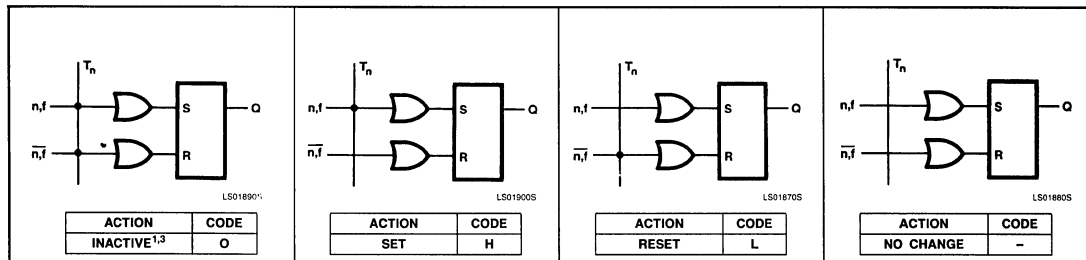 Tn
n,f
S
Q
n,f
R
LS01890S
ACTION CODE
INACTIVE1,3 O
Tn
n,f
S
Q
n,f
R
LS01900S
ACTION CODE
SET H
Tn
n,f
S
Q
n,f
R
LS01870S
ACTION CODE
RESET L
Tn
n,f
S
Q
n,f
R
LS01880S
ACTION CODE
NO CHANGE –